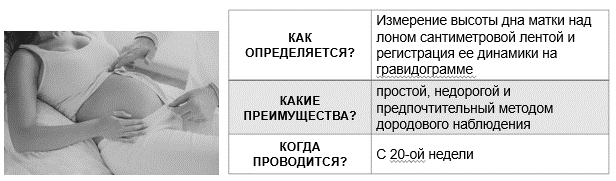 КАК
ОПРЕДЕЛЯЕТСЯ?
Измерение высоты дна матки над
лоном сантиметровой лентой и
регистрация ее динамики на
гравидограмме
КАКИЕ
ПРЕИМУЩЕСТВА?
простой, недорогой и
предпочтительный методом
дородового наблюдения
КОГДА
ПРОВОДИТСЯ?
С 20-ой недели